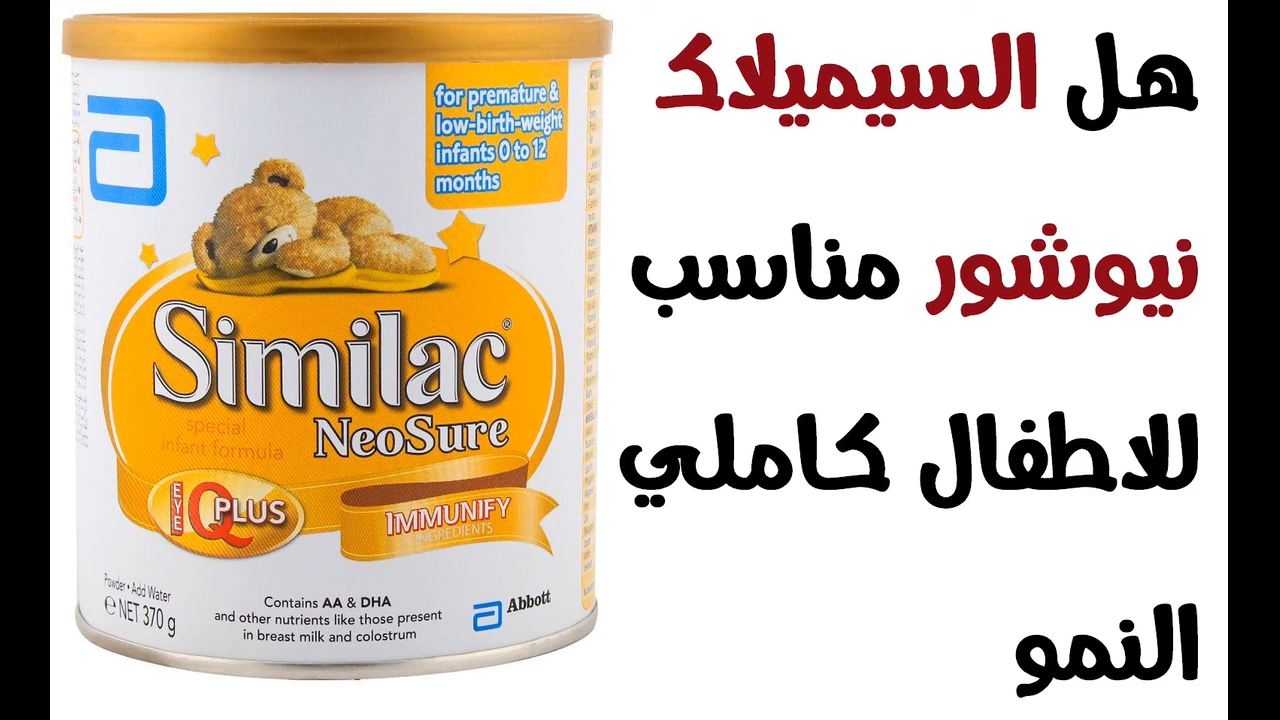 هل السيميلاك
نيوشور مناسب
للاطفال كاملي
النمو
for premature &
low-birth-weight
infants 0 to 12
months
Similac®
NeoSure
special
infant formula
EYE IQ PLUS
IMMUNIFY
INGREDIENTS
Powder • Add Water
℮ NET 370 g
Contains AA & DHA
and other nutrients like those present
in breast milk and colostrum
Abbott